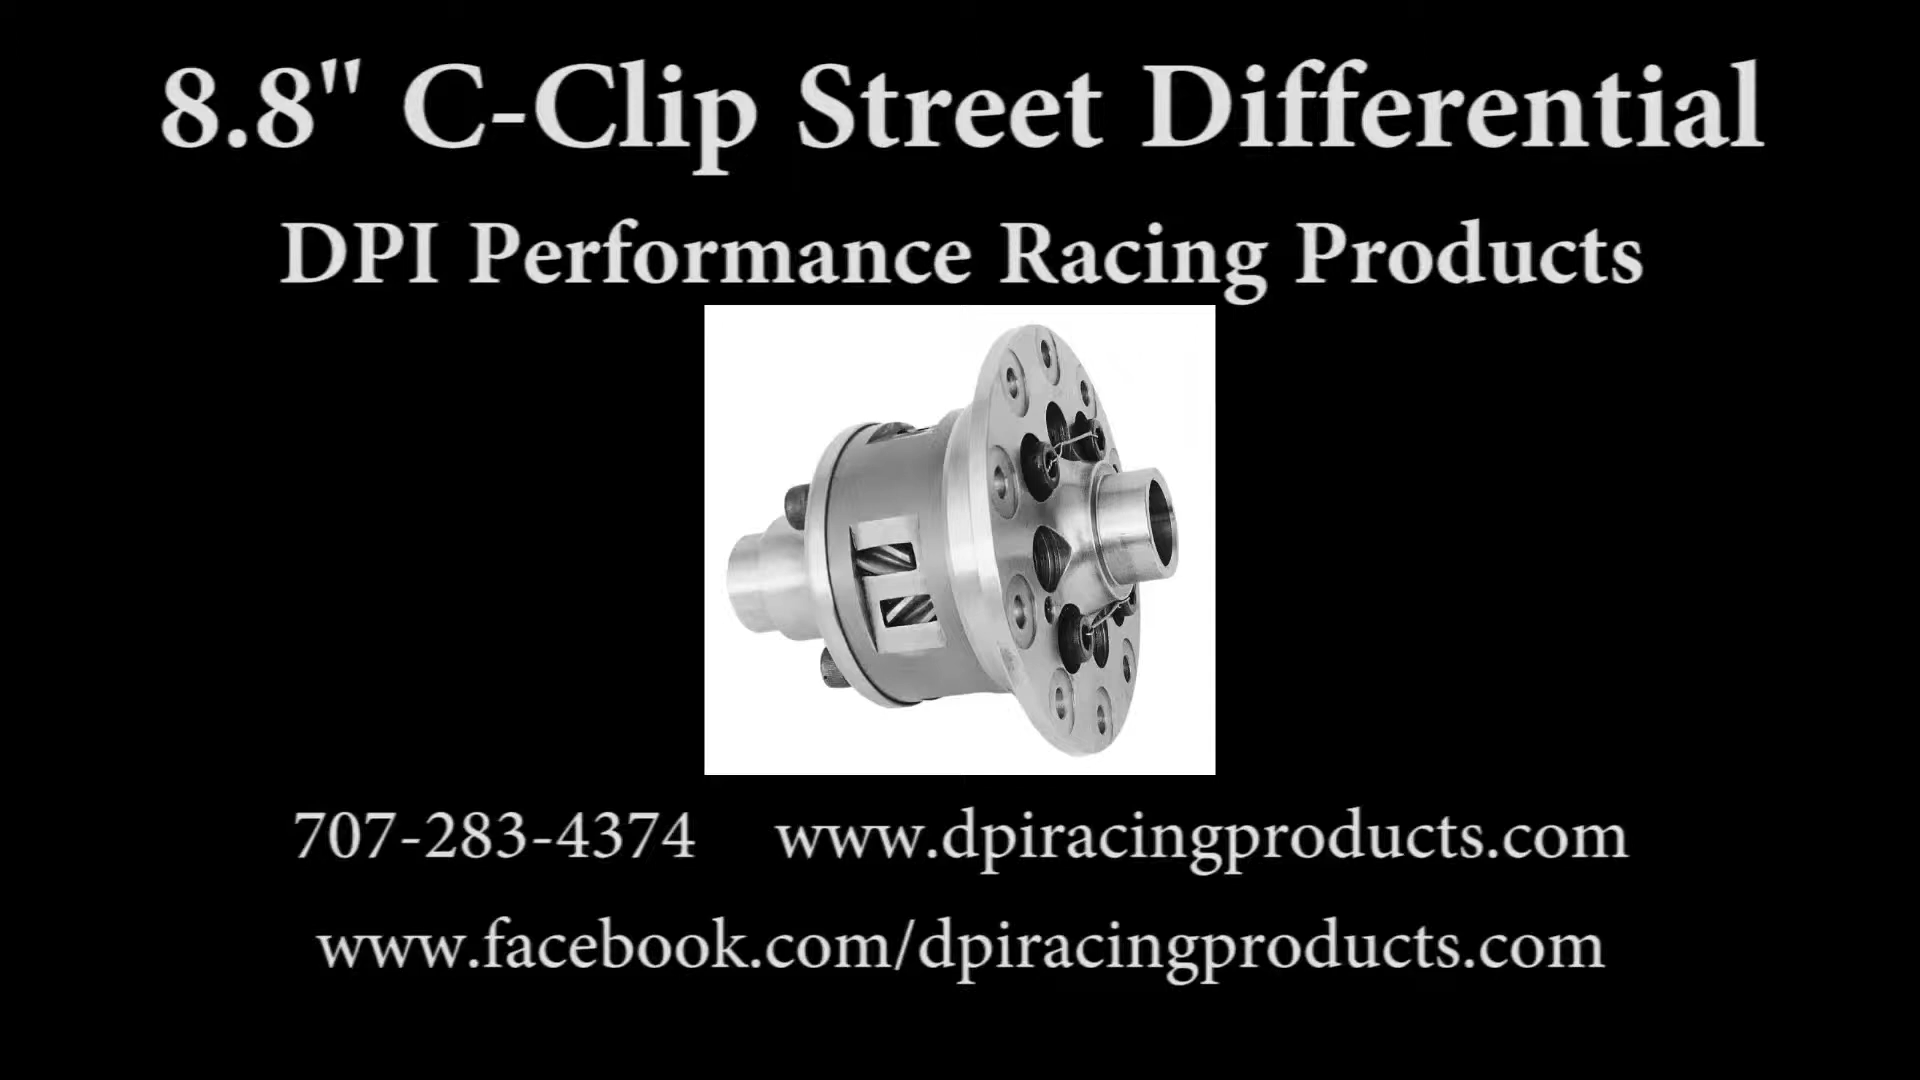 8.8" C-Clip Street Differential
DPI Performance Racing Products
707-283-4374 www.dpiracingproducts.com
www.facebook.com/dpiracingproducts.com